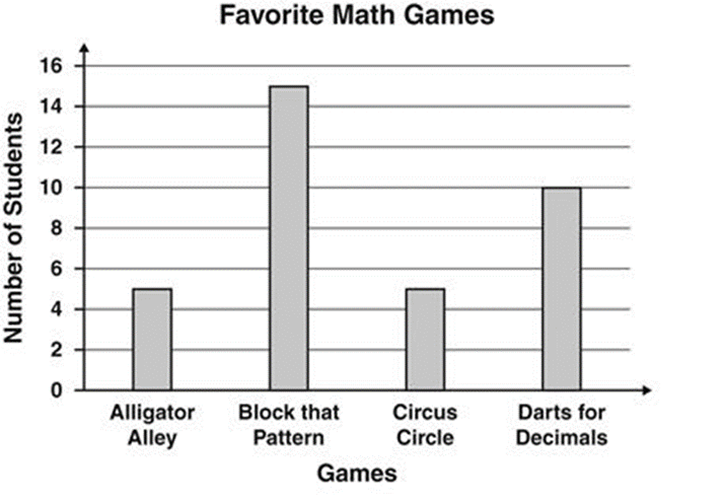 Favorite Math Games
Number of Students
16
14
12
10
8
6
4
2
0
Alligator Alley
Block that Pattern
Circus Circle
Darts for Decimals
Games